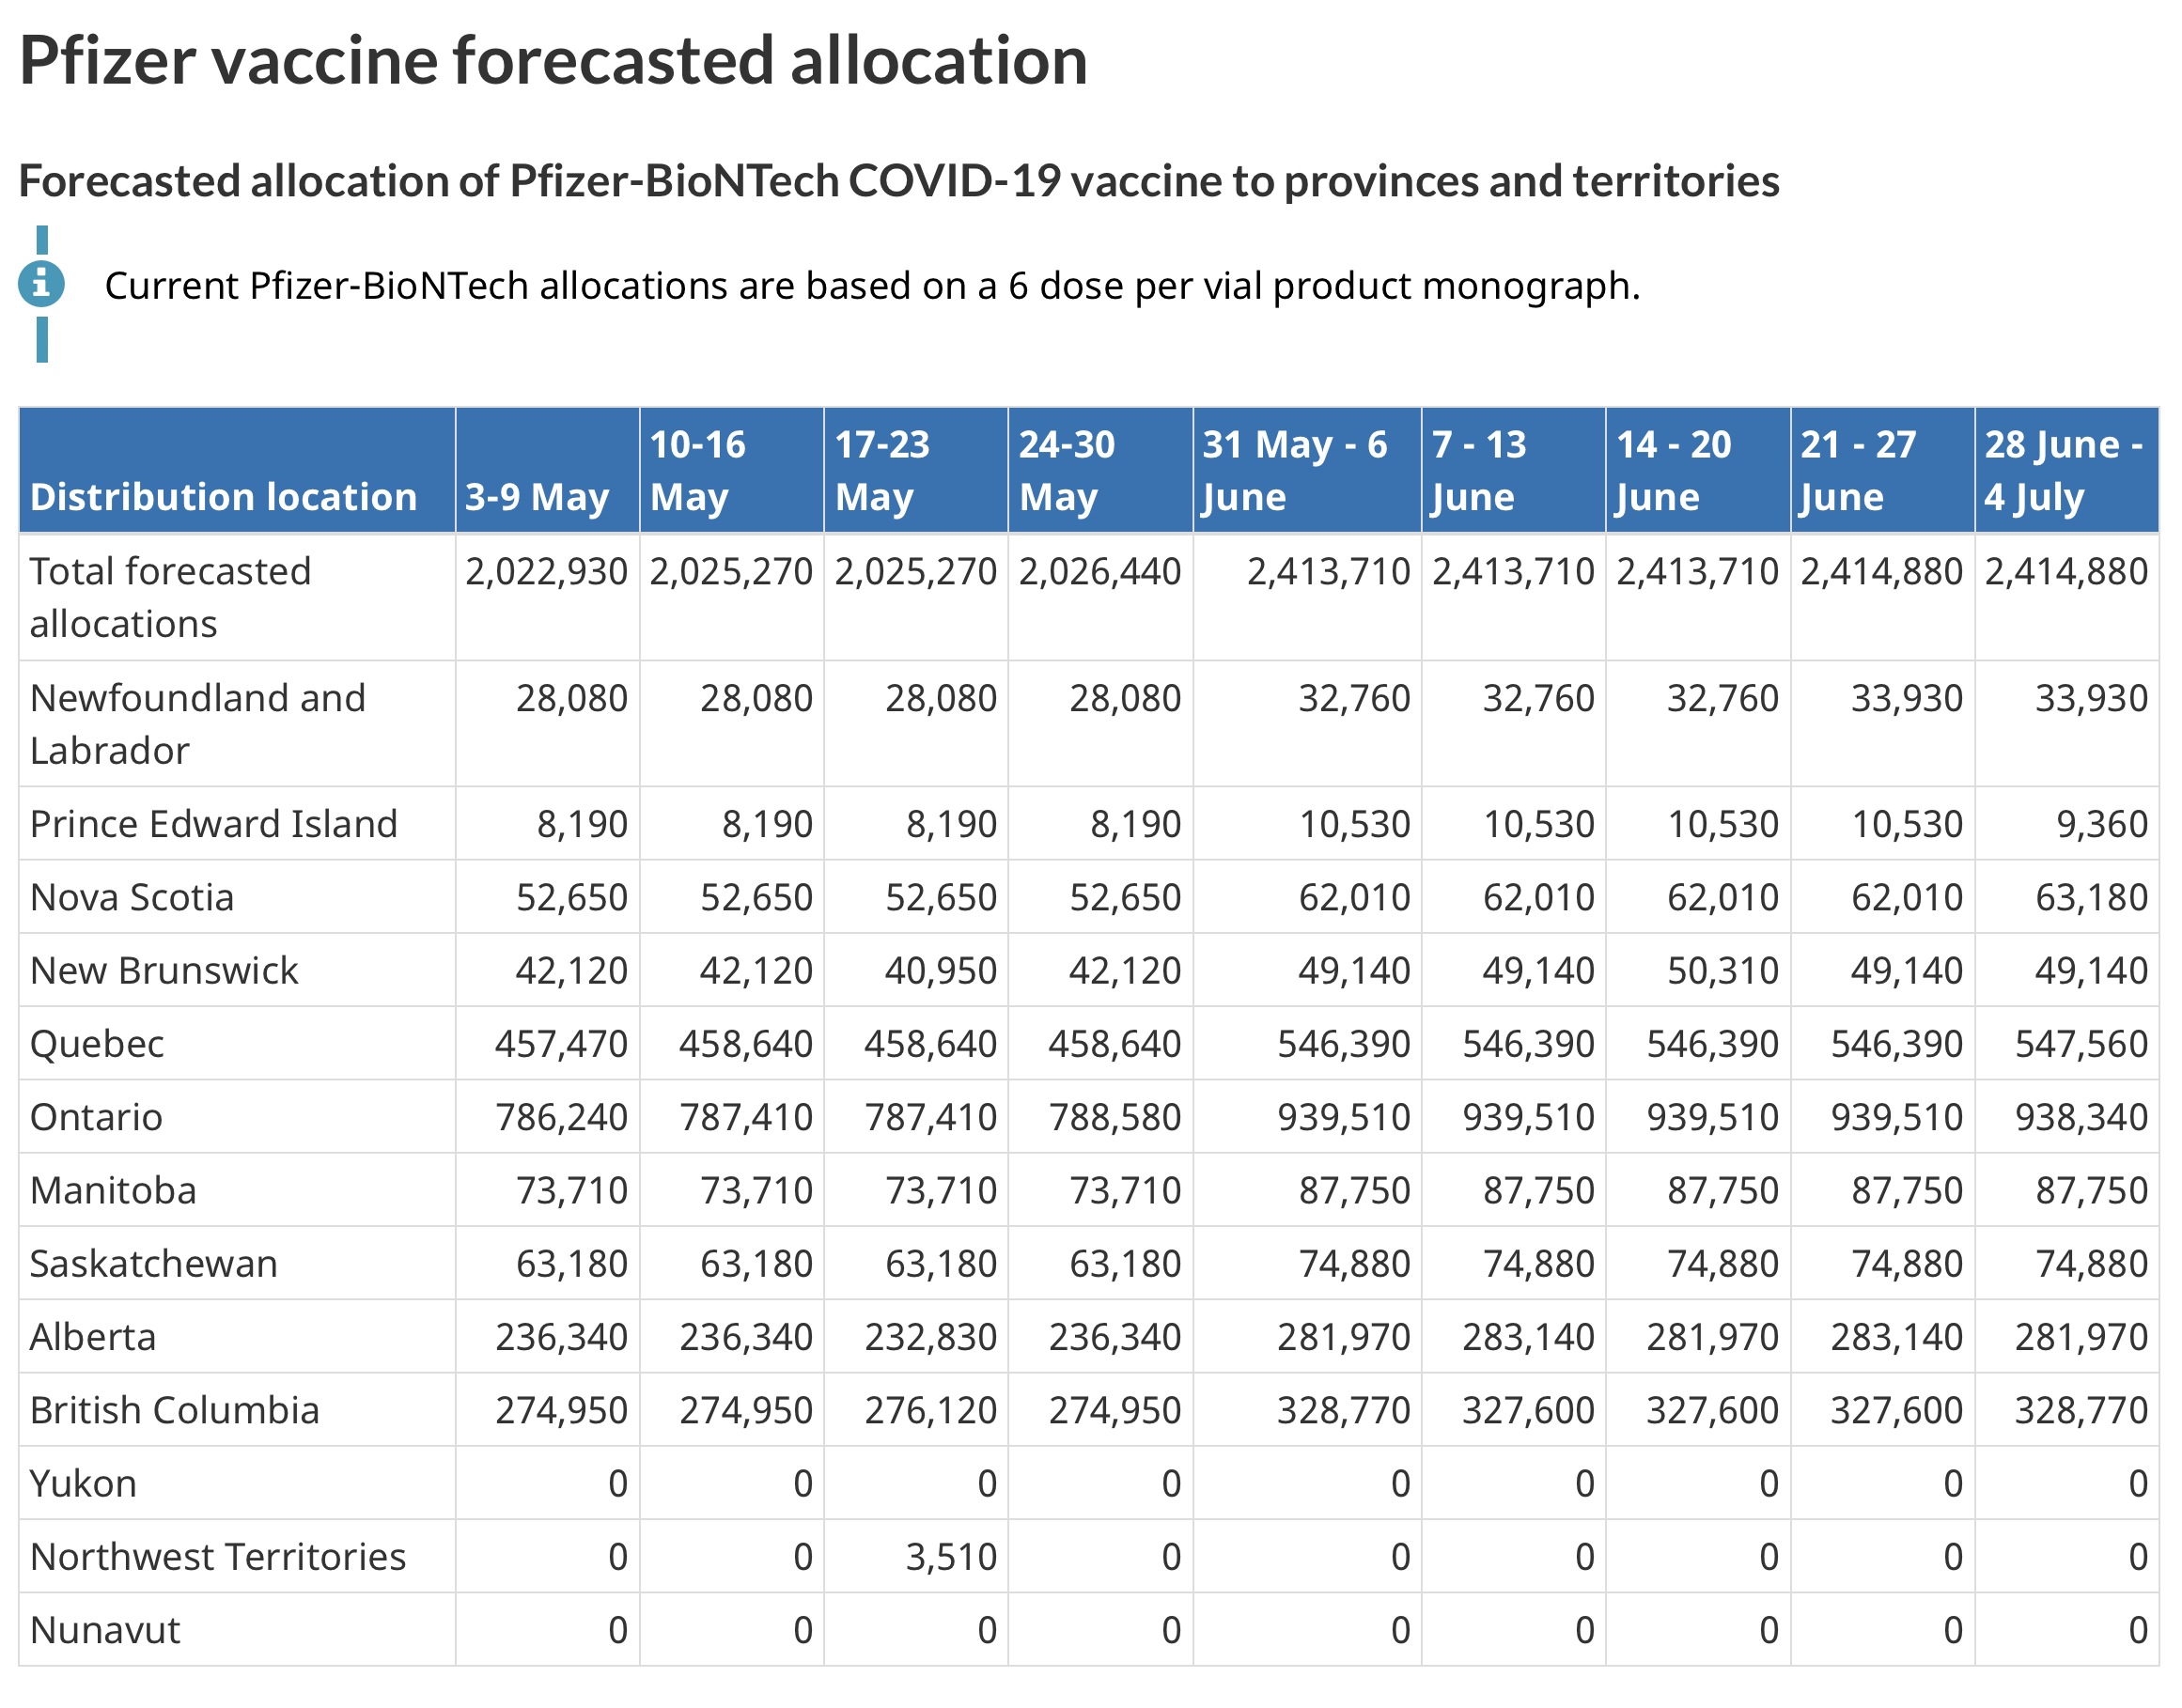 Pfizer vaccine forecasted allocation
Forecasted allocation of Pfizer-BioNTech COVID-19 vaccine to provinces and territories
Current Pfizer-BioNTech allocations are based on a 6 dose per vial product monograph.
Distribution location 3-9 May 10-16 May 17-23 May 24-30 May 31 May - 6 June 7 - 13 June 14 - 20 June 21 - 27 June 28 June - 4 July
Total forecasted allocations 2,022,930 2,025,270 2,025,270 2,026,440 2,413,710 2,413,710 2,413,710 2,414,880 2,414,880
Newfoundland and Labrador 28,080 28,080 28,080 28,080 32,760 32,760 32,760 33,930 33,930
Prince Edward Island 8,190 8,190 8,190 8,190 10,530 10,530 10,530 10,530 9,360
Nova Scotia 52,650 52,650 52,650 52,650 62,010 62,010 62,010 62,010 63,180
New Brunswick 42,120 42,120 40,950 42,120 49,140 49,140 50,310 49,140 49,140
Quebec 457,470 458,640 458,640 458,640 546,390 546,390 546,390 546,390 547,560
Ontario 786,240 787,410 787,410 788,580 939,510 939,510 939,510 939,510 938,340
Manitoba 73,710 73,710 73,710 73,710 87,750 87,750 87,750 87,750 87,750
Saskatchewan 63,180 63,180 63,180 63,180 74,880 74,880 74,880 74,880 74,880
Alberta 236,340 236,340 232,830 236,340 281,970 283,140 281,970 283,140 281,970
British Columbia 274,950 274,950 276,120 274,950 328,770 327,600 327,600 327,600 328,770
Yukon 0 0 0 0 0 0 0 0 0
Northwest Territories 0 0 3,510 0 0 0 0 0 0
Nunavut 0 0 0 0 0 0 0 0 0